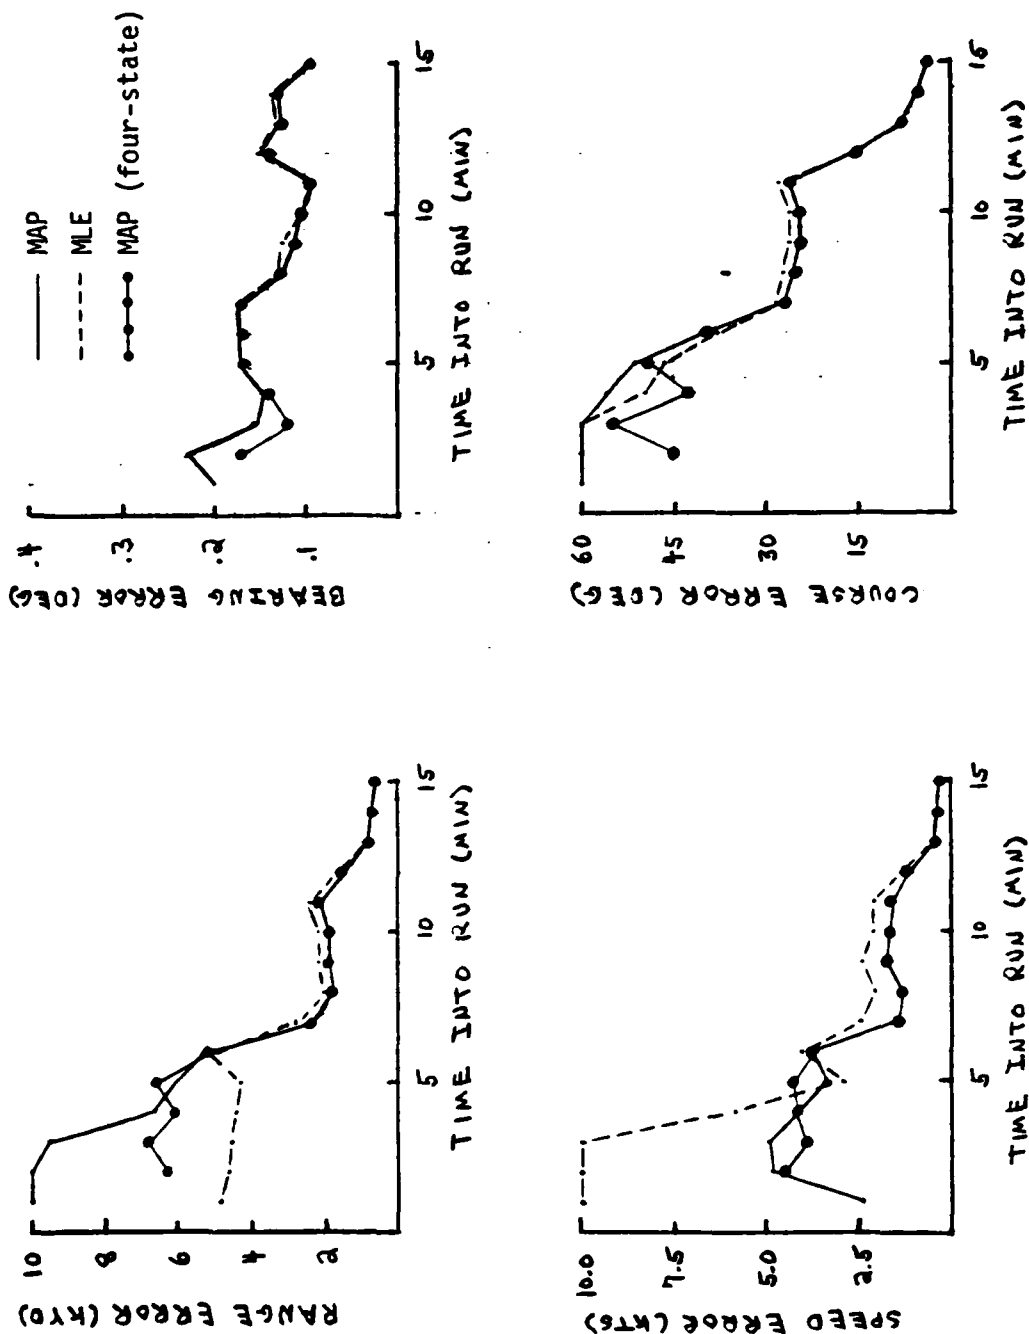 MAP
MLE
MAP (four-state)
BEARING ERROR (DEG)
.4
.3
.2
.1
5
10
15
TIME INTO RUN (MIN)
COURSE ERROR (DEG)
60
45
30
15
5
10
15
TIME INTO RUN (MIN)
RANGE ERROR (KYD)
10
8
6
4
2
5
10
15
TIME INTO RUN (MIN)
SPEED ERROR (KTS)
10.0
7.5
5.0
2.5
5
10
15
TIME INTO RUN (MIN)